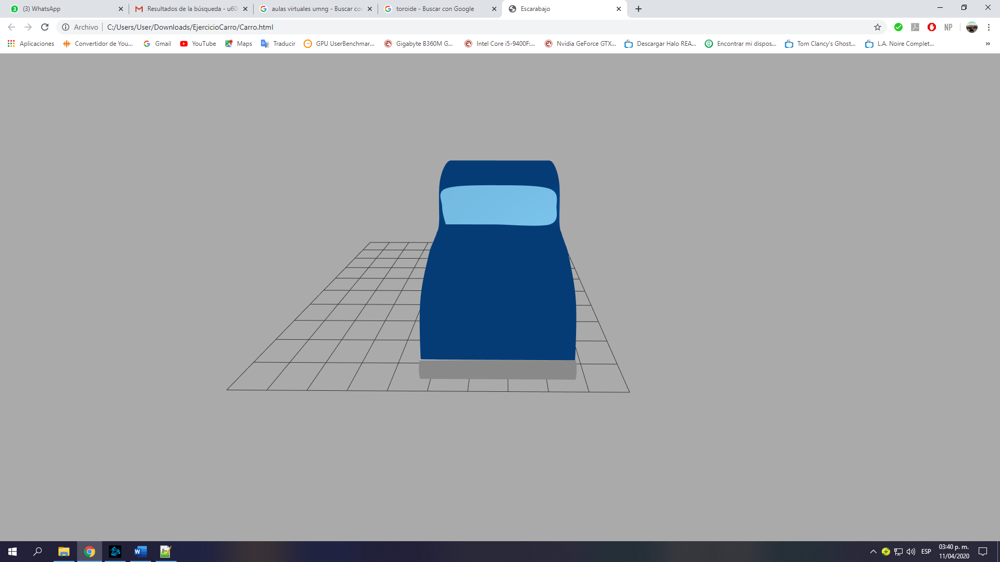 3 (3) WhatsApp
Resultados de la búsqueda - u60
aulas virtuales umng - Buscar cor
toroide - Buscar con Google
Escarabajo
Archivo C:/Users/User/Downloads/EjercicioCarro/Carro.html
NP
Aplicaciones Convertidor de You... Gmail YouTube Maps Traducir GPU UserBenchmar... Gigabyte B360M G... Intel Core i5-9400F:... Nvidia GeForce GTX... Descargar Halo REA... Encontrar mi dispos... Tom Clancy's Ghost... L.A. Noire Complet... »
ESP
03:40 p. m.
11/04/2020